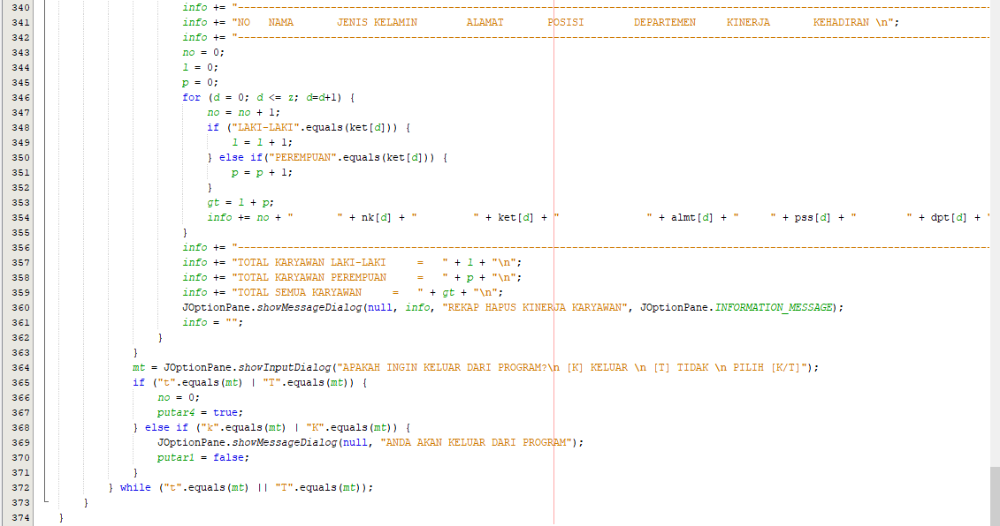 340 info += "------------------------------------------------------------------------------------------------------------------------
341 info += "NO   NAMA       JENIS KELAMIN        ALAMAT       POSISI        DEPARTEMEN     KINERJA       KEHADIRAN \n";
342 info += "------------------------------------------------------------------------------------------------------------------------
343 no = 0;
344 l = 0;
345 p = 0;
346 for (d = 0; d <= z; d=d+1) {
347 no = no + 1;
348 if ("LAKI-LAKI".equals(ket[d])) {
349 l = l + 1;
350 } else if("PEREMPUAN".equals(ket[d])) {
351 p = p + 1;
352 }
353 gt = l + p;
354 info += no + "       " + nk[d] + "         " + ket[d] + "              " + almt[d] + "     " + pss[d] + "        " + dpt[d] + "
355 }
356 info += "------------------------------------------------------------------------------------------------------------------------
357 info += "TOTAL KARYAWAN LAKI-LAKI     =   " + l + "\n";
358 info += "TOTAL KARYAWAN PEREMPUAN     =   " + p + "\n";
359 info += "TOTAL SEMUA KARYAWAN     =   " + gt + "\n";
360 JOptionPane.showMessageDialog(null, info, "REKAP HAPUS KINERJA KARYAWAN", JOptionPane.INFORMATION_MESSAGE);
361 info = "";
362 }
363 }
364 mt = JOptionPane.showInputDialog("APAKAH INGIN KELUAR DARI PROGRAM?\n [K] KELUAR \n [T] TIDAK \n PILIH [K/T]");
365 if ("t".equals(mt) | "T".equals(mt)) {
366 no = 0;
367 putar4 = true;
368 } else if ("k".equals(mt) | "K".equals(mt)) {
369 JOptionPane.showMessageDialog(null, "ANDA AKAN KELUAR DARI PROGRAM");
370 putar1 = false;
371 }
372 } while ("t".equals(mt) || "T".equals(mt));
373 }
374 }